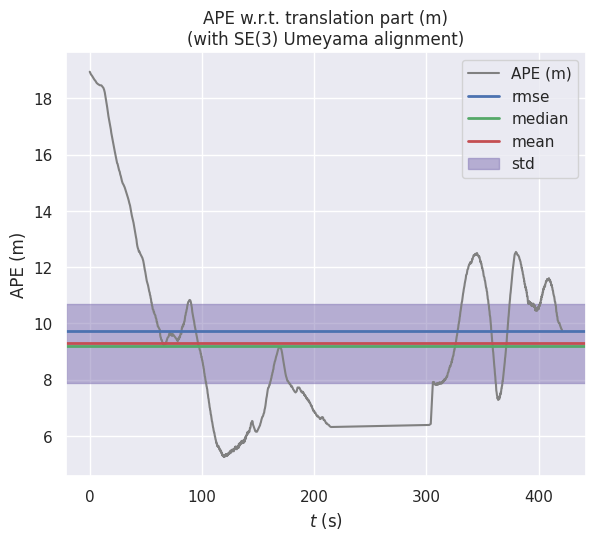 APE w.r.t. translation part (m)
(with SE(3) Umeyama alignment)
APE (m)
rmse
median
mean
std
APE (m)
18
16
14
12
10
8
6
0 100 200 300 400
t (s)